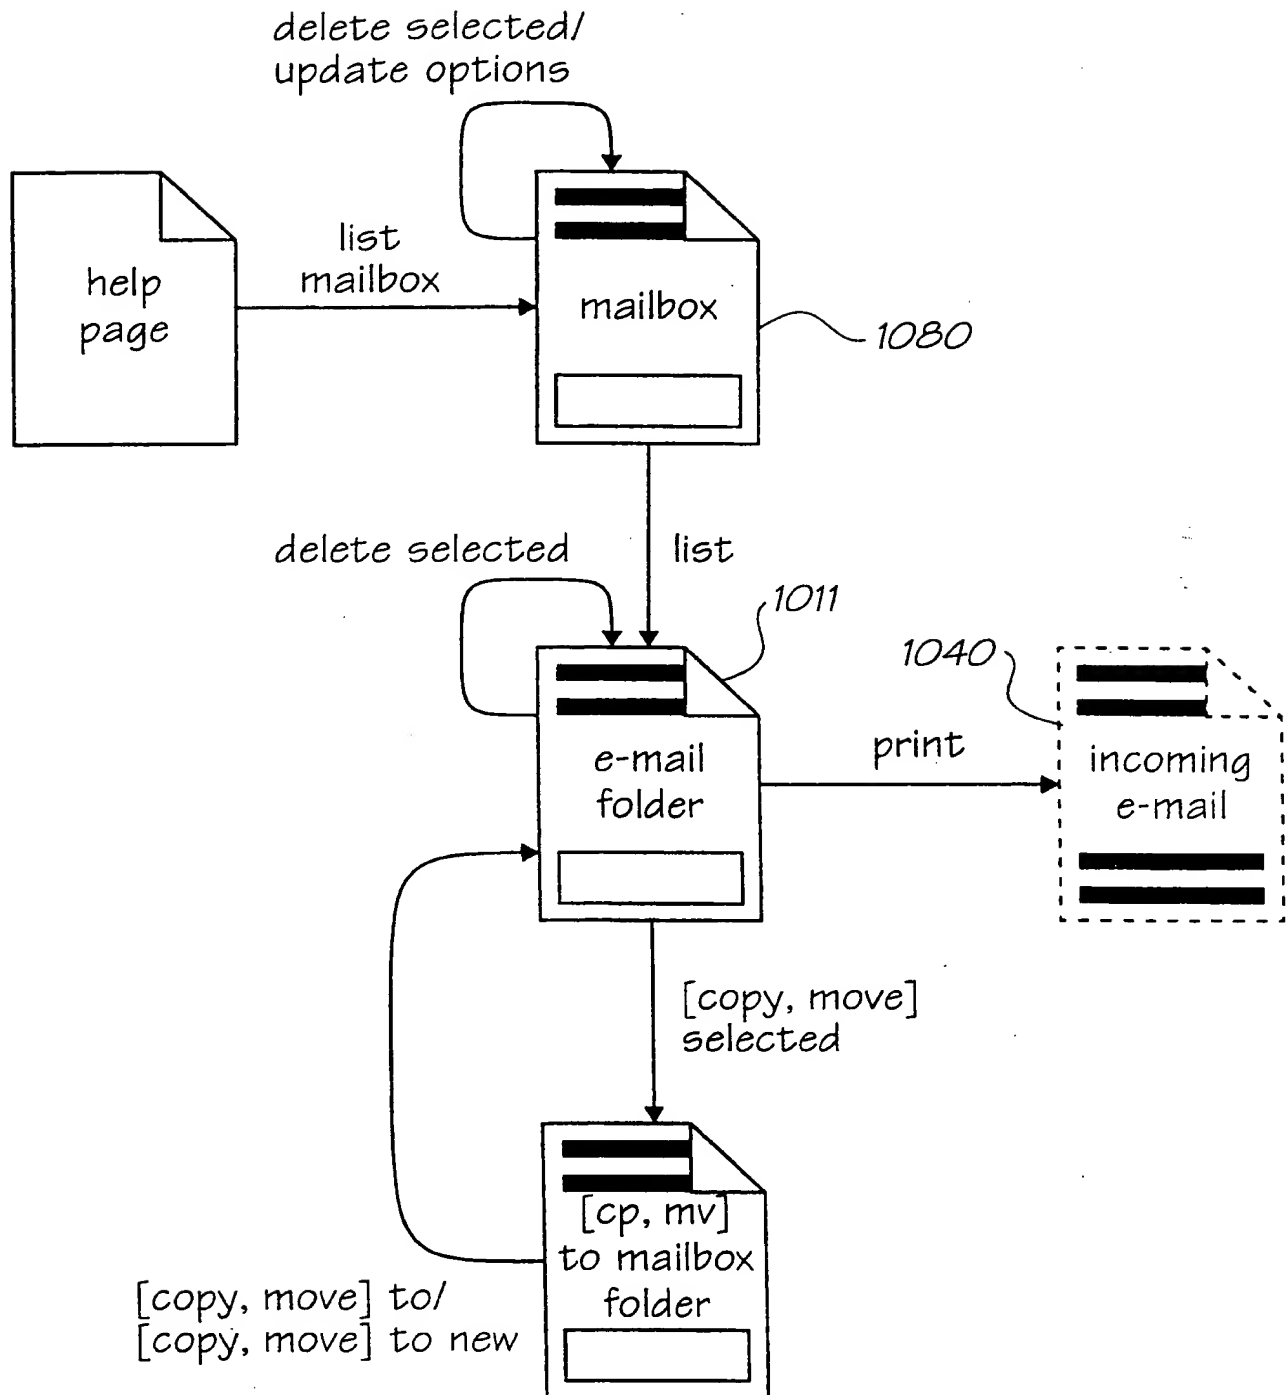 delete selected/
update options
help
page
list
mailbox
mailbox
1080
delete selected
list
1011
1040
e-mail
folder
print
incoming
e-mail
[copy, move]
selected
[cp, mv]
to mailbox
folder
[copy, move] to/
[copy, move] to new